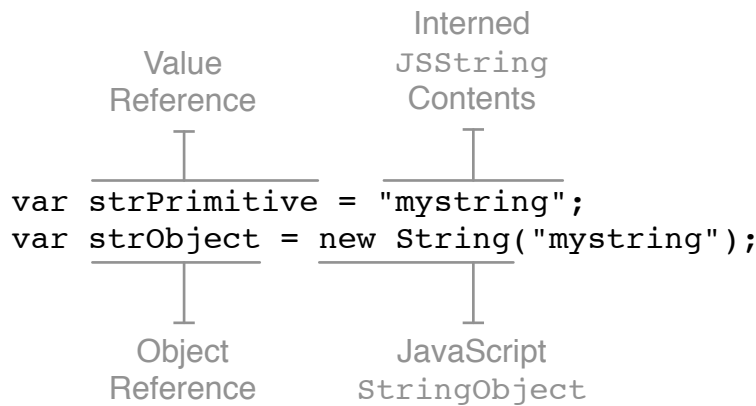 Interned
Value JSString
Reference Contents
var strPrimitive = "mystring";
var strObject = new String("mystring");
Object JavaScript
Reference StringObject